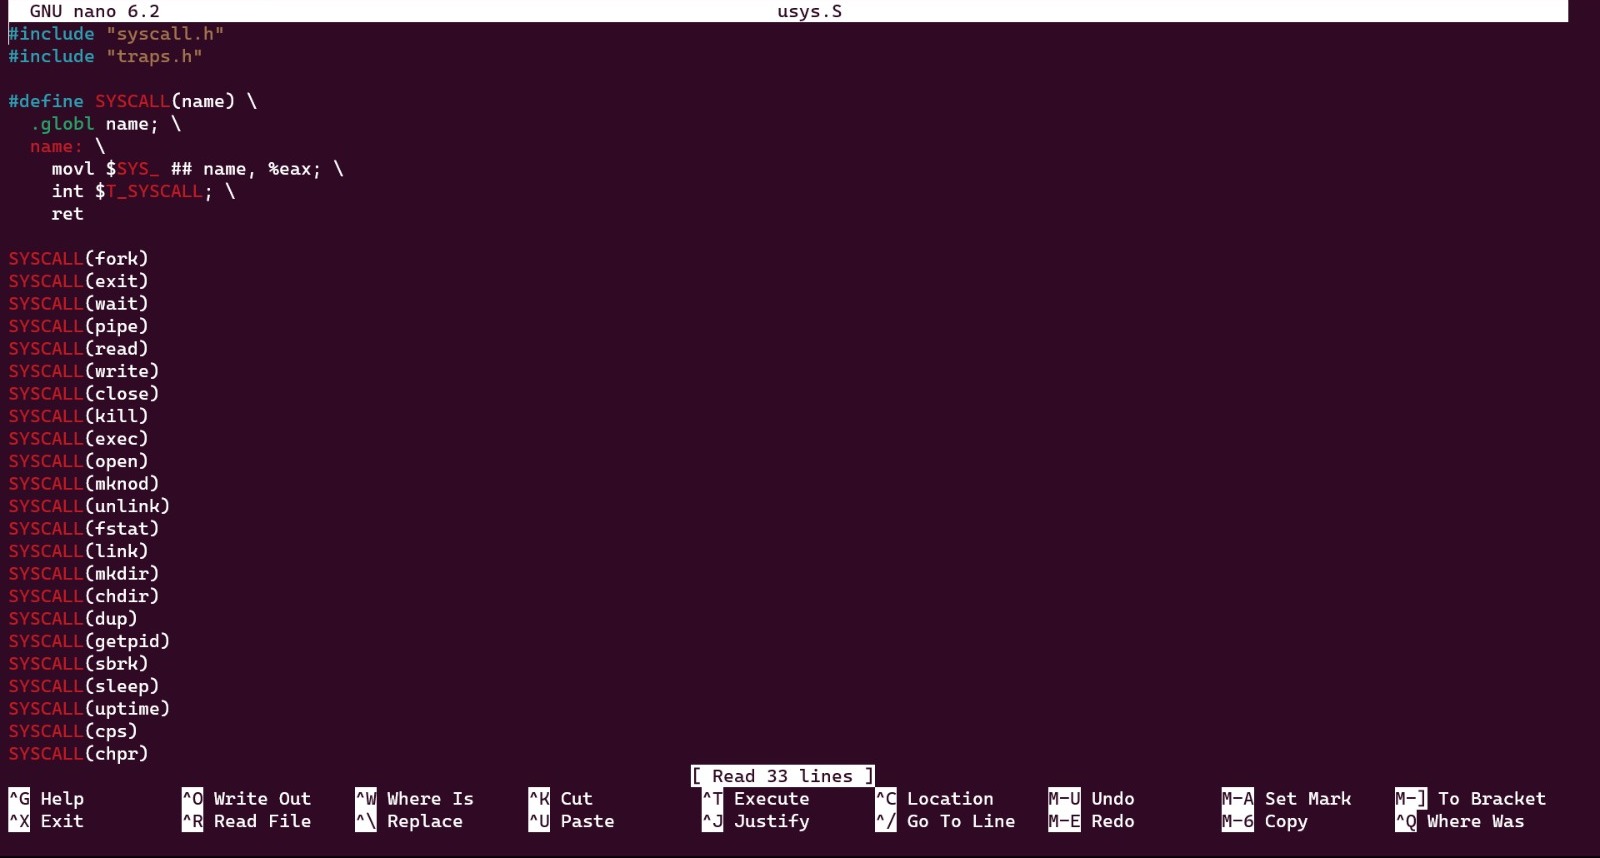 GNU nano 6.2 usys.S
#include "syscall.h"
#include "traps.h"

#define SYSCALL(name) \
  .globl name; \
  name: \
    movl $SYS_ ## name, %eax; \
    int $T_SYSCALL; \
    ret

SYSCALL(fork)
SYSCALL(exit)
SYSCALL(wait)
SYSCALL(pipe)
SYSCALL(read)
SYSCALL(write)
SYSCALL(close)
SYSCALL(kill)
SYSCALL(exec)
SYSCALL(open)
SYSCALL(mknod)
SYSCALL(unlink)
SYSCALL(fstat)
SYSCALL(link)
SYSCALL(mkdir)
SYSCALL(chdir)
SYSCALL(dup)
SYSCALL(getpid)
SYSCALL(sbrk)
SYSCALL(sleep)
SYSCALL(uptime)
SYSCALL(cps)
SYSCALL(chpr)
[ Read 33 lines ]
^G Help ^O Write Out ^W Where Is ^K Cut ^T Execute ^C Location M-U Undo M-A Set Mark M-] To Bracket
^X Exit ^R Read File ^\ Replace ^U Paste ^J Justify ^/ Go To Line M-E Redo M-6 Copy ^Q Where Was